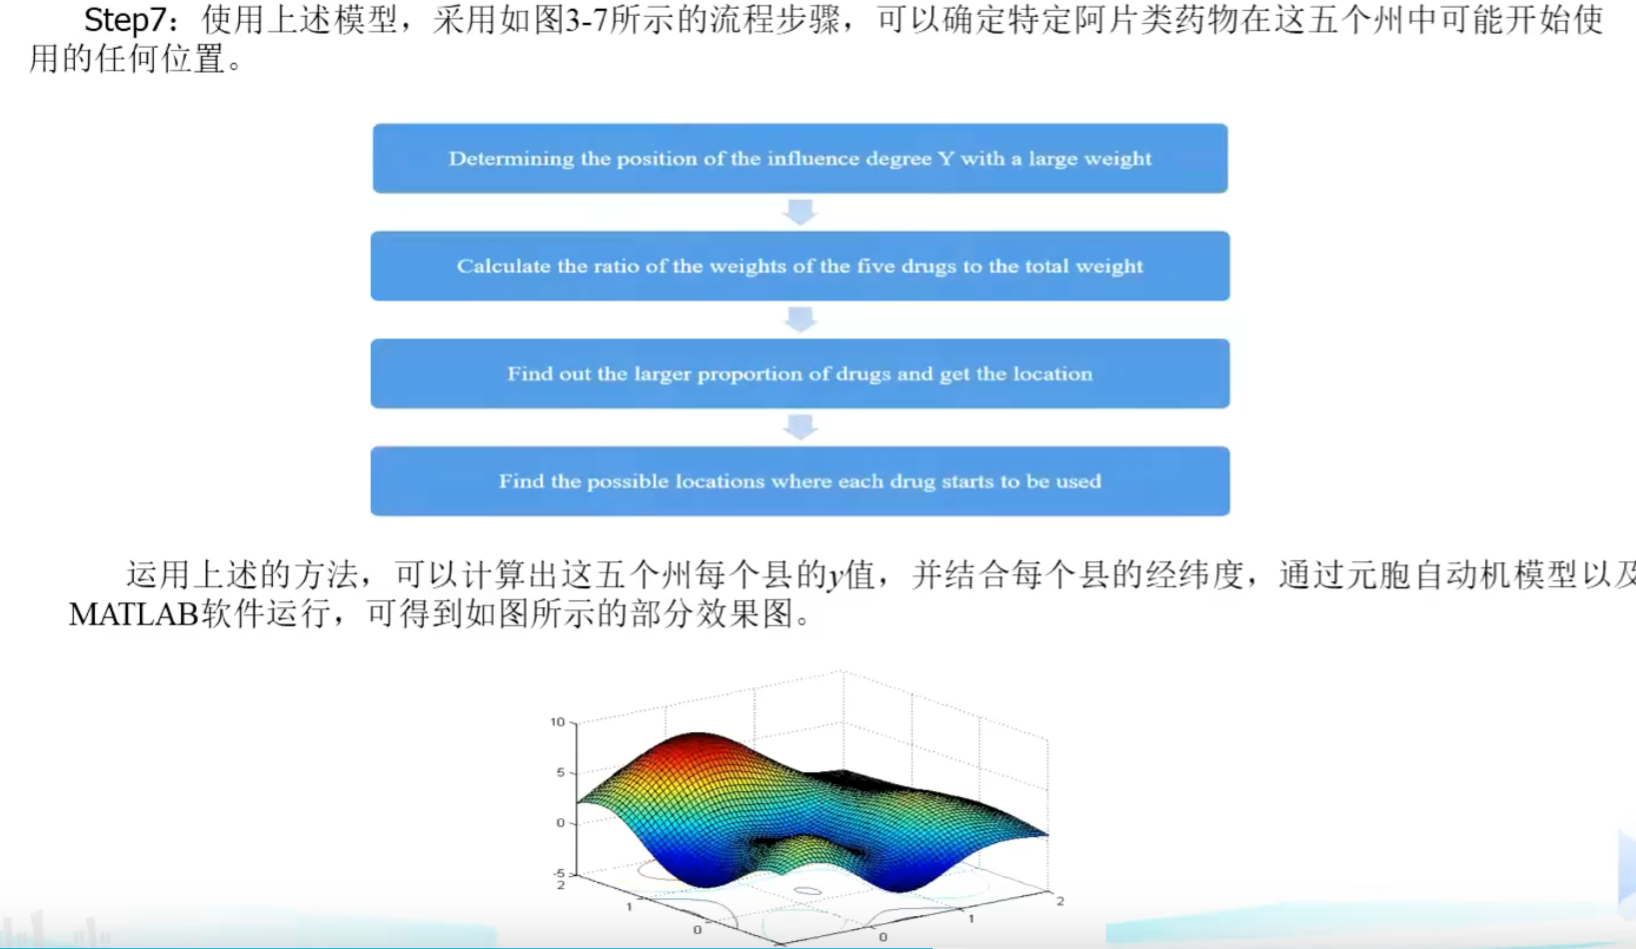 Step7：使用上述模型，采用如图3-7所示的流程步骤，可以确定特定阿片类药物在这五个州中可能开始使
用的任何位置。
Determining the position of the influence degree Y with a large weight
Calculate the ratio of the weights of the five drugs to the total weight
Find out the larger proportion of drugs and get the location
Find the possible locations where each drug starts to be used
运用上述的方法，可以计算出这五个州每个县的y值，并结合每个县的经纬度，通过元胞自动机模型以及
MATLAB软件运行，可得到如图所示的部分效果图。
10
5
0
-5
2
1
0
0
1
2